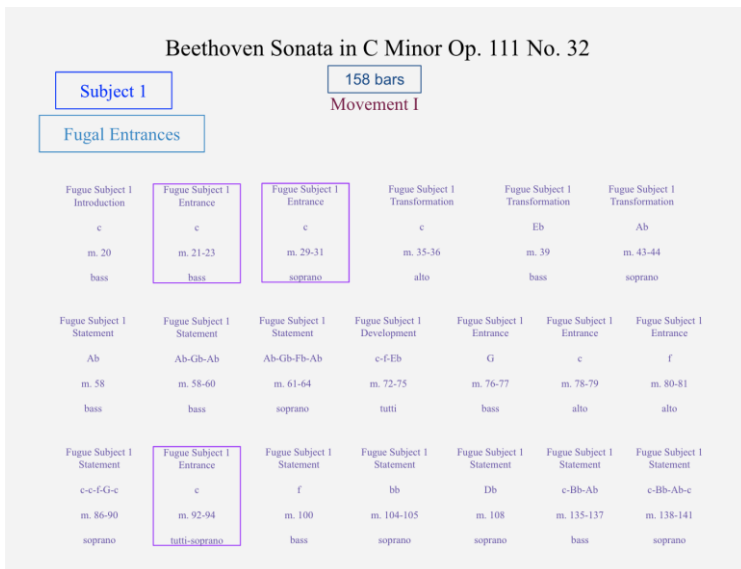 Beethoven Sonata in C Minor Op. 111 No. 32
Subject 1
158 bars
Movement I
Fugal Entrances
Fugue Subject 1 Fugue Subject 1 Fugue Subject 1 Fugue Subject 1 Fugue Subject 1 Fugue Subject 1
Introduction Entrance Entrance Transformation Transformation Transformation
c c c c Eb Ab
m. 20 m. 21-23 m. 29-31 m. 35-36 m. 39 m. 43-44
bass bass soprano alto bass soprano
Fugue Subject 1 Fugue Subject 1 Fugue Subject 1 Fugue Subject 1 Fugue Subject 1 Fugue Subject 1 Fugue Subject 1
Statement Statement Statement Development Entrance Entrance Entrance
Ab Ab-Gb-Ab Ab-Gb-Fb-Ab c-f-Eb G c f
m. 58 m. 58-60 m. 61-64 m. 72-75 m. 76-77 m. 78-79 m. 80-81
bass bass soprano tutti bass alto alto
Fugue Subject 1 Fugue Subject 1 Fugue Subject 1 Fugue Subject 1 Fugue Subject 1 Fugue Subject 1 Fugue Subject 1
Statement Entrance Statement Statement Statement Statement Statement
c-c-f-G-c c f bb Db c-Bb-Ab c-Bb-Ab-c
m. 86-90 m. 92-94 m. 100 m. 104-105 m. 108 m. 135-137 m. 138-141
soprano tutti-soprano bass soprano soprano bass soprano